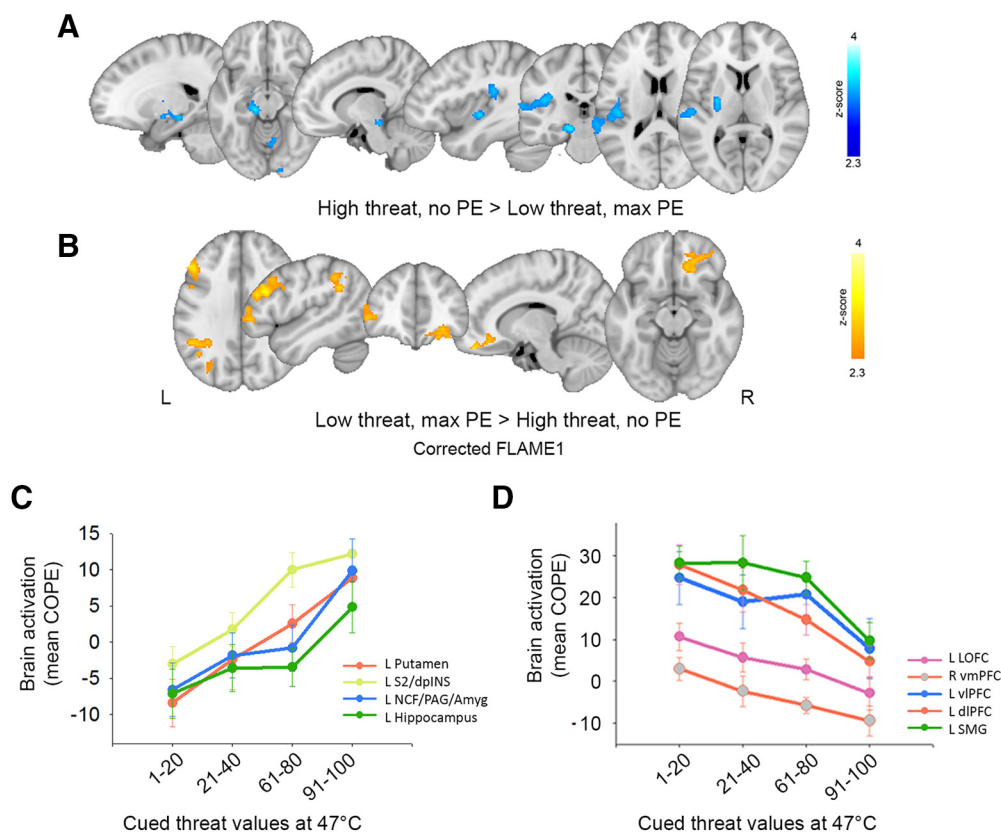 A
4
z-score
2.3
High threat, no PE > Low threat, max PE
B
4
z-score
2.3
L
R
Low threat, max PE > High threat, no PE
Corrected FLAME1
C
Brain activation
(mean COPE)
15
10
5
0
-5
-10
L Putamen
L S2/dpINS
L NCF/PAG/Amyg
L Hippocampus
1-20
21-40
61-80
91-100
Cued threat values at 47°C
D
Brain activation
(mean COPE)
30
20
10
0
-10
L LOFC
R vmPFC
L vlPFC
L dlPFC
L SMG
1-20
21-40
61-80
91-100
Cued threat values at 47°C